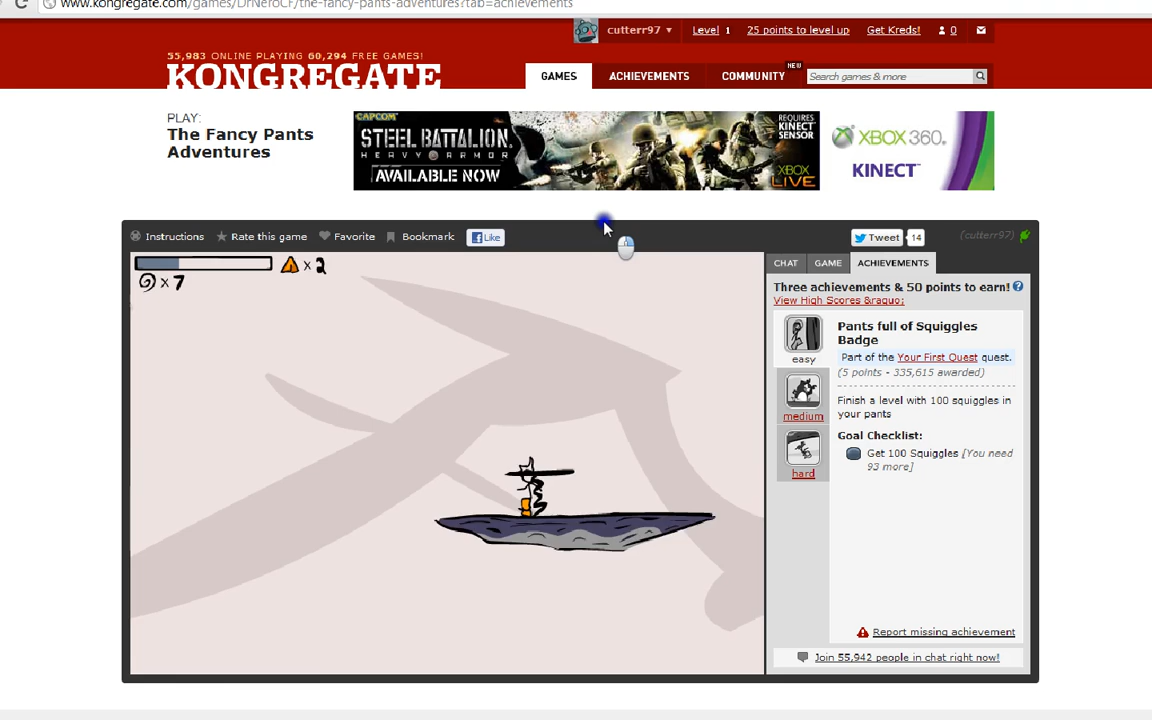 www.kongregate.com/games/DrNeroCF/the-fancy-pants-adventures?tab=achievements
cutterr97 Level 1 25 points to level up Get Kreds! 0
55,983 ONLINE PLAYING 60,294 FREE GAMES!
KONGREGATE
GAMES ACHIEVEMENTS COMMUNITY NEW Search games & more
PLAY:
The Fancy Pants
Adventures
CAPCOM
STEEL BATTALION
HEAVY ARMOR
AVAILABLE NOW
REQUIRES
KINECT
SENSOR
XBOX
LIVE
XBOX 360.
KINECT
Instructions Rate this game Favorite Bookmark Like Tweet 14 (cutterr97)
x 2
x 7
CHAT GAME ACHIEVEMENTS
Three achievements & 50 points to earn! ?
View High Scores &raquo;
Pants full of Squiggles
Badge
easy
Part of the Your First Quest quest.
(5 points - 335,615 awarded)
medium
Finish a level with 100 squiggles in
your pants
Goal Checklist:
Get 100 Squiggles [You need
93 more]
hard
Report missing achievement
Join 55,942 people in chat right now!